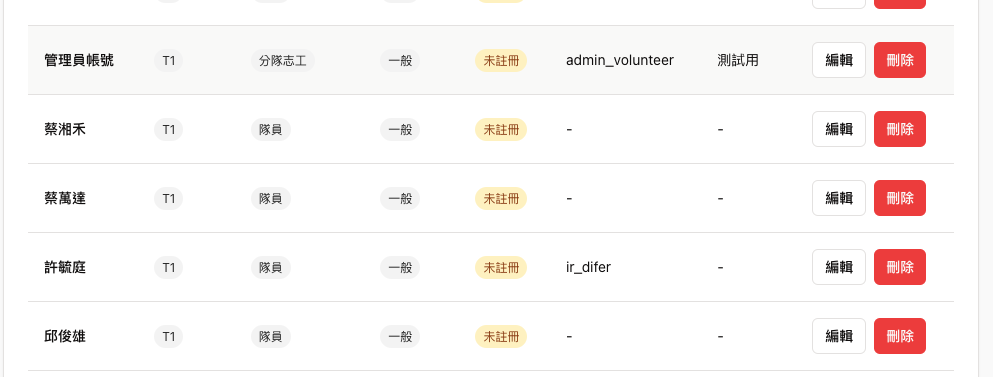 管理員帳號 T1 分隊志工 一般 未註冊 admin_volunteer 測試用 編輯 刪除
蔡湘禾 T1 隊員 一般 未註冊 - - 編輯 刪除
蔡萬達 T1 隊員 一般 未註冊 - - 編輯 刪除
許毓庭 T1 隊員 一般 未註冊 ir_difer - 編輯 刪除
邱俊雄 T1 隊員 一般 未註冊 - - 編輯 刪除